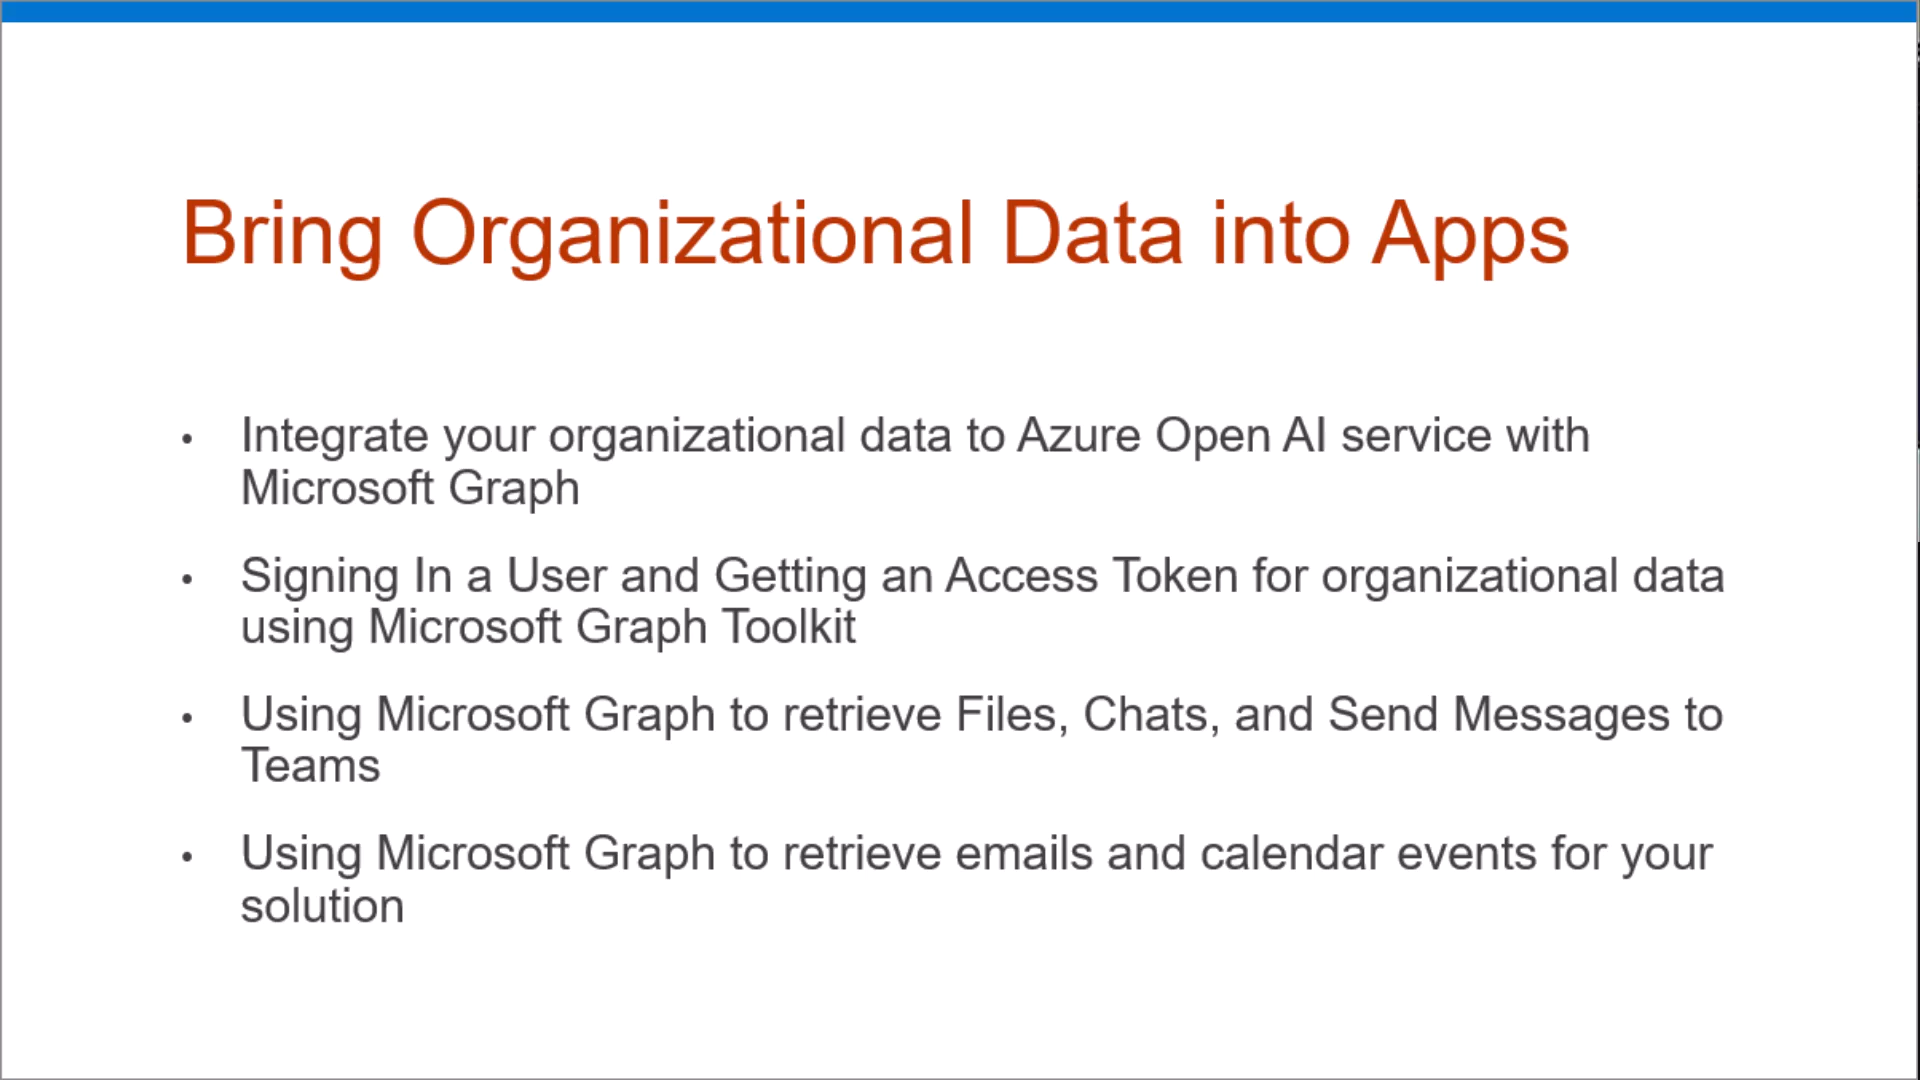 Bring Organizational Data into Apps
• Integrate your organizational data to Azure Open AI service with
Microsoft Graph
• Signing In a User and Getting an Access Token for organizational data
using Microsoft Graph Toolkit
• Using Microsoft Graph to retrieve Files, Chats, and Send Messages to
Teams
• Using Microsoft Graph to retrieve emails and calendar events for your
solution